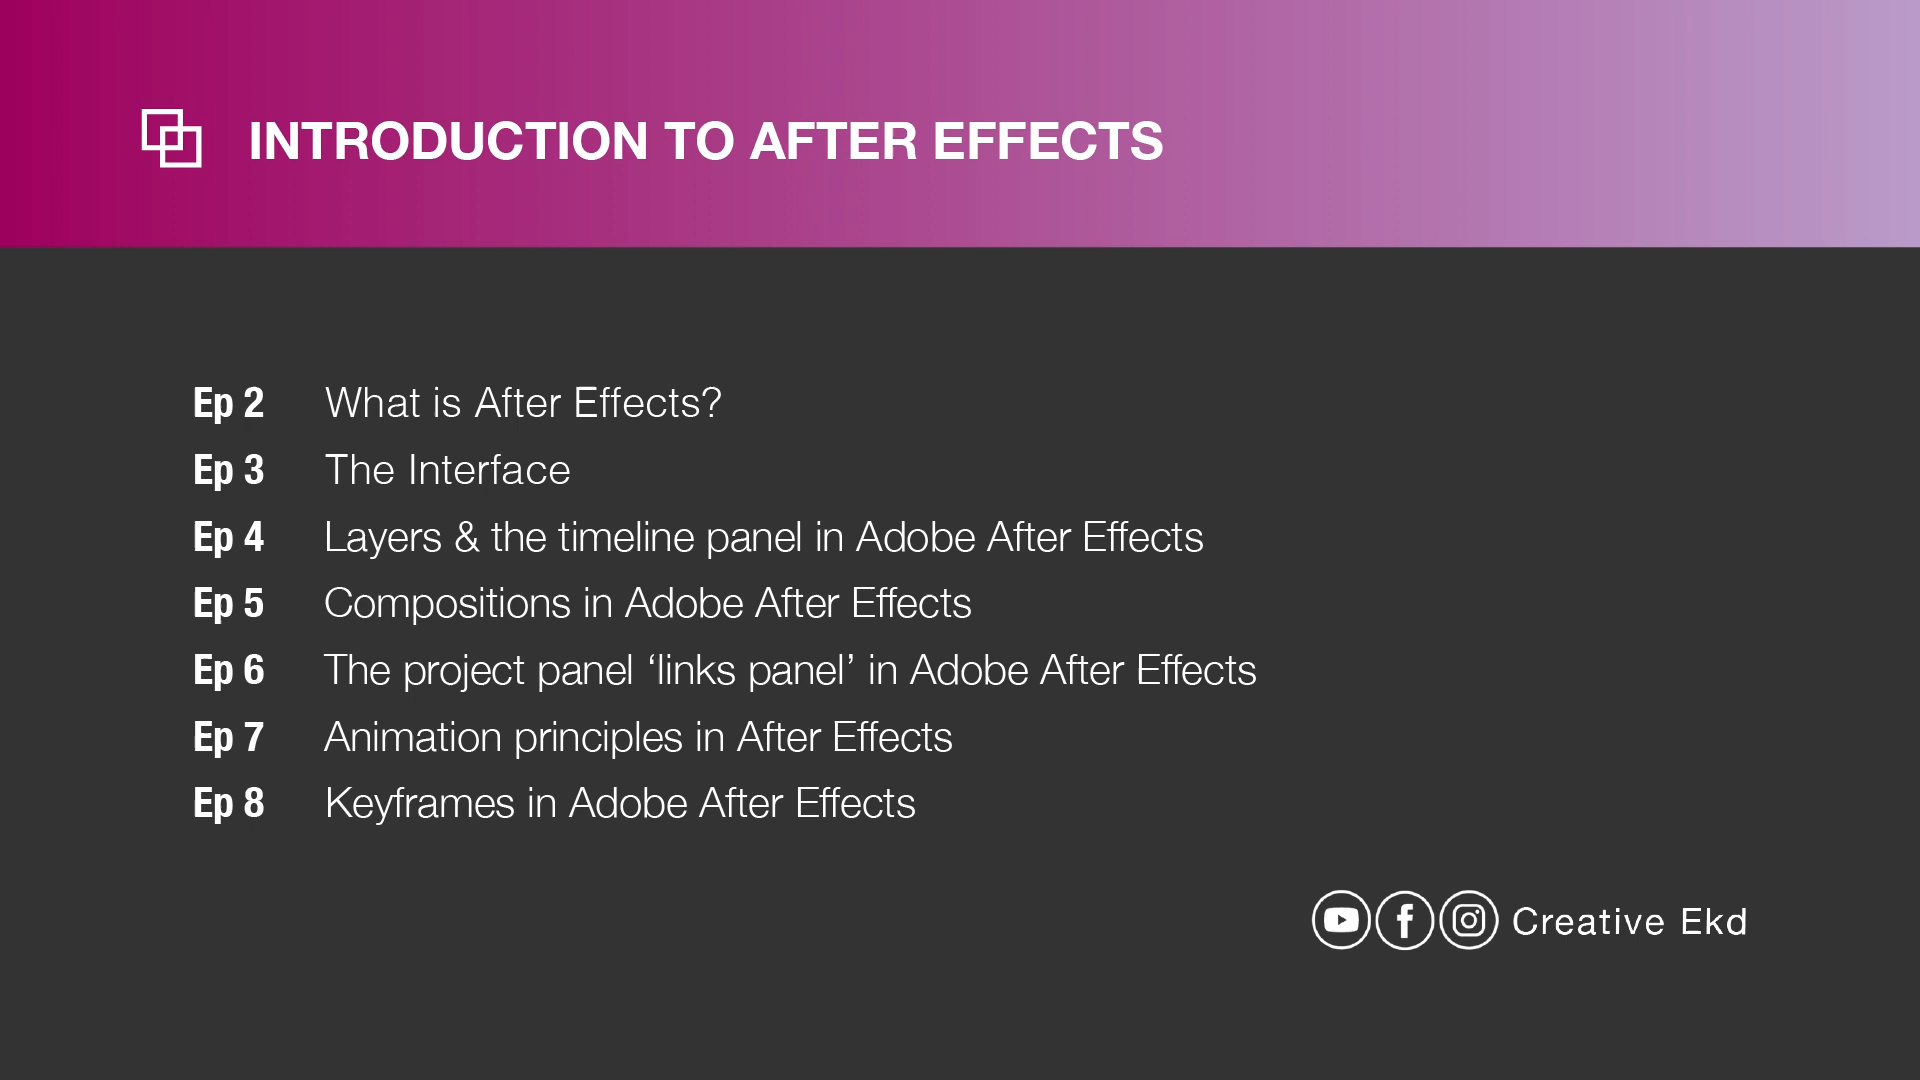 INTRODUCTION TO AFTER EFFECTS
Ep 2 What is After Effects?
Ep 3 The Interface
Ep 4 Layers & the timeline panel in Adobe After Effects
Ep 5 Compositions in Adobe After Effects
Ep 6 The project panel ‘links panel’ in Adobe After Effects
Ep 7 Animation principles in After Effects
Ep 8 Keyframes in Adobe After Effects
Creative Ekd